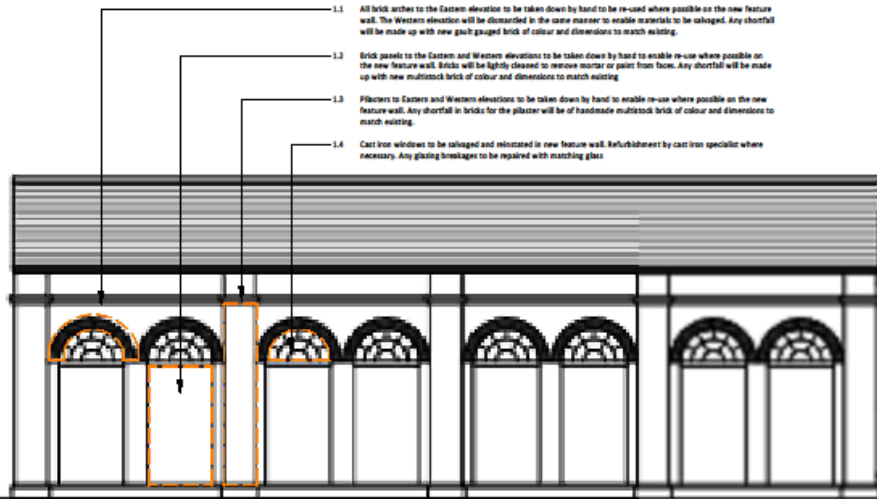 1.1 All brick arches to the Eastern elevation to be taken down by hand to be re-used where possible on the new feature
wall. The Western elevation will be dismantled in the same manner to enable materials to be salvaged. Any shortfall
will be made up with new gault gauged brick of colour and dimensions to match existing.
1.2 Brick panels to the Eastern and Western elevations to be taken down by hand to enable re-use where possible on
the new feature wall. Bricks will be lightly cleaned to remove mortar or paint from faces. Any shortfall will be made
up with new multistock brick of colour and dimensions to match existing
1.3 Pilasters to Eastern and Western elevations to be taken down by hand to enable re-use where possible on the new
feature wall. Any shortfall in bricks for the pilaster will be of handmade multistock brick of colour and dimensions to
match existing.
1.4 Cast iron windows to be salvaged and reinstated in new feature wall. Refurbishment by cast iron specialist where
necessary. Any glazing breakages to be repaired with matching glass